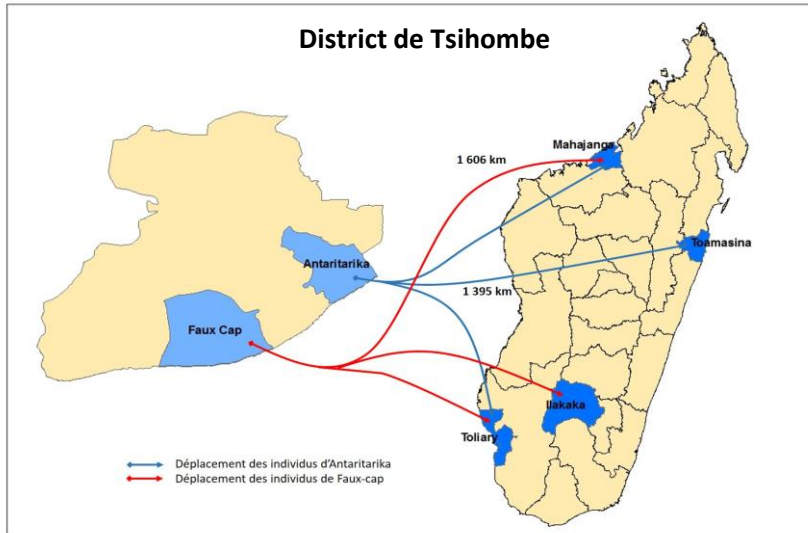 District de Tsihombe
Mahajanga
1 606 km
Toamasina
Antaritarika
1 395 km
Faux Cap
Ilakaka
Toliary
Déplacement des individus d'Antaritarika
Déplacement des individus de Faux-cap